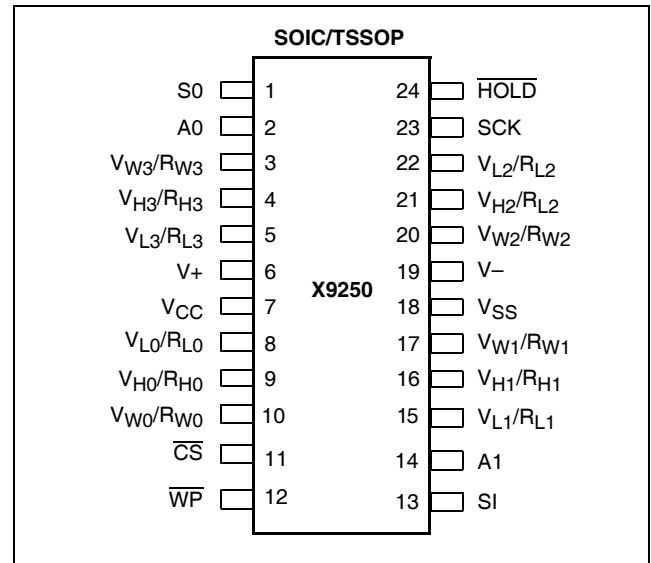 SOIC/TSSOP
S0 1 24 HOLD
A0 2 23 SCK
VW3/RW3 3 22 VL2/RL2
VH3/RH3 4 21 VH2/RL2
VL3/RL3 5 20 VW2/RW2
V+ 6 19 V–
X9250
VCC 7 18 VSS
VL0/RL0 8 17 VW1/RW1
VH0/RH0 9 16 VH1/RH1
VW0/RW0 10 15 VL1/RL1
CS 11 14 A1
WP 12 13 SI